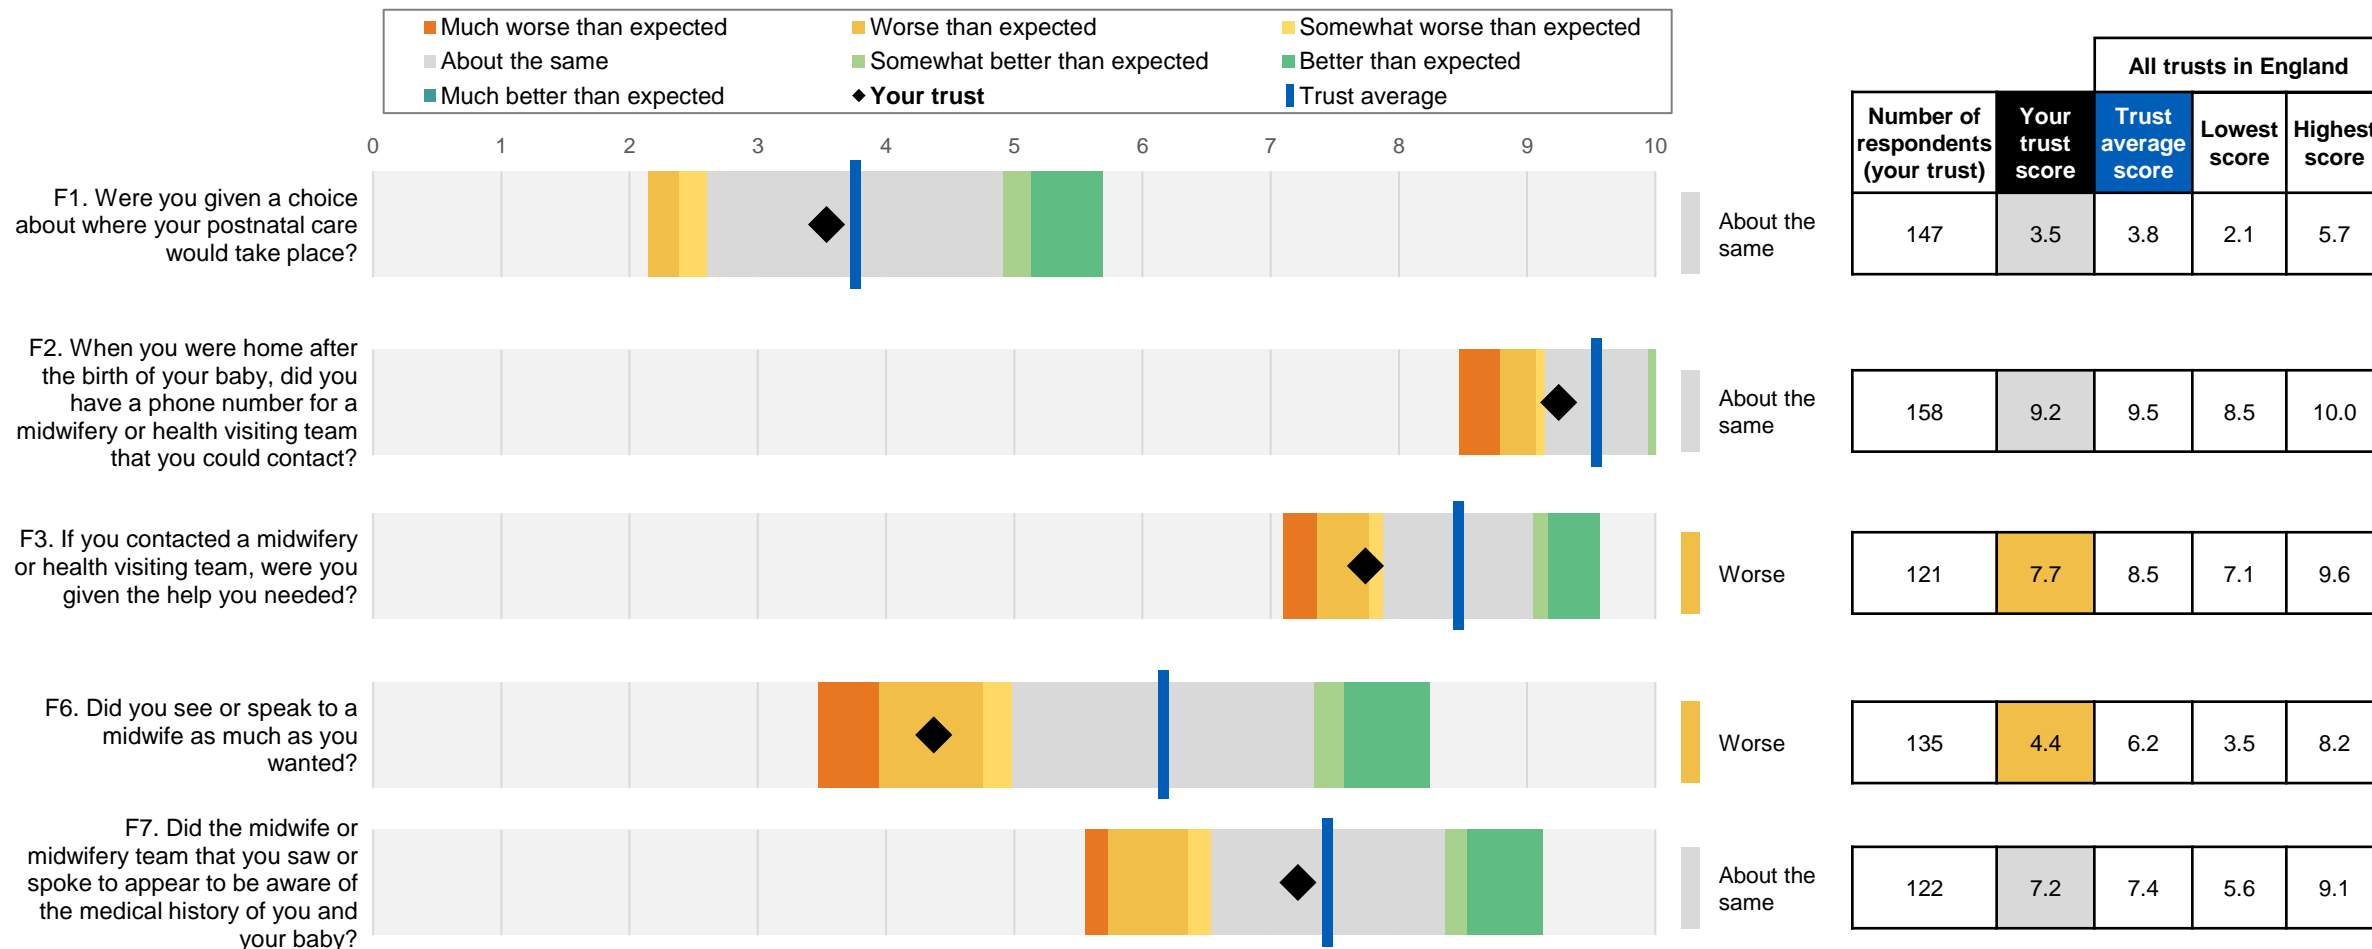 Much worse than expected
Worse than expected
Somewhat worse than expected
About the same
Somewhat better than expected
Better than expected
Much better than expected
Your trust
Trust average
All trusts in England
Number of
respondents
(your trust)
Your
trust
score
Trust
average
score
Lowest
score
Highest
score
0 1 2 3 4 5 6 7 8 9 10
F1. Were you given a choice
about where your postnatal care
would take place?
About the
same
147 3.5 3.8 2.1 5.7
F2. When you were home after
the birth of your baby, did you
have a phone number for a
midwifery or health visiting team
that you could contact?
About the
same
158 9.2 9.5 8.5 10.0
F3. If you contacted a midwifery
or health visiting team, were you
given the help you needed?
Worse
121 7.7 8.5 7.1 9.6
F6. Did you see or speak to a
midwife as much as you
wanted?
Worse
135 4.4 6.2 3.5 8.2
F7. Did the midwife or
midwifery team that you saw or
spoke to appear to be aware of
the medical history of you and
your baby?
About the
same
122 7.2 7.4 5.6 9.1